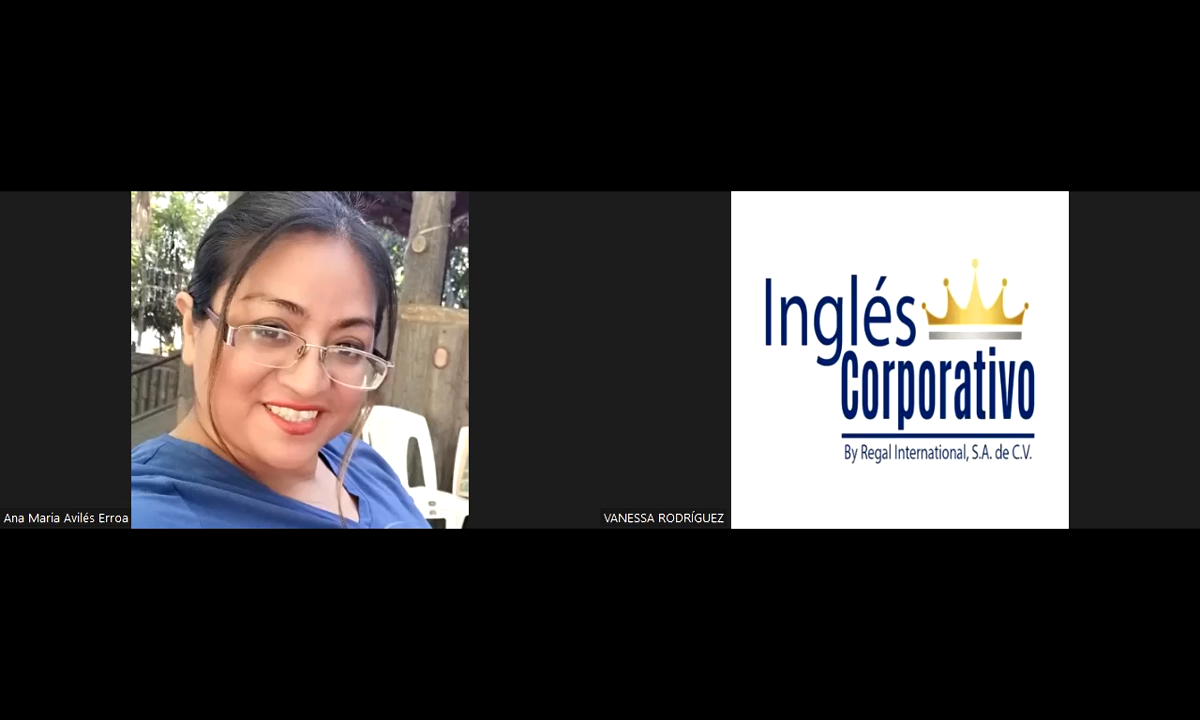 Ana Maria Avilés Erroa
VANESSA RODRÍGUEZ
Inglés
Corporativo
By Regal International, S.A. de C.V.